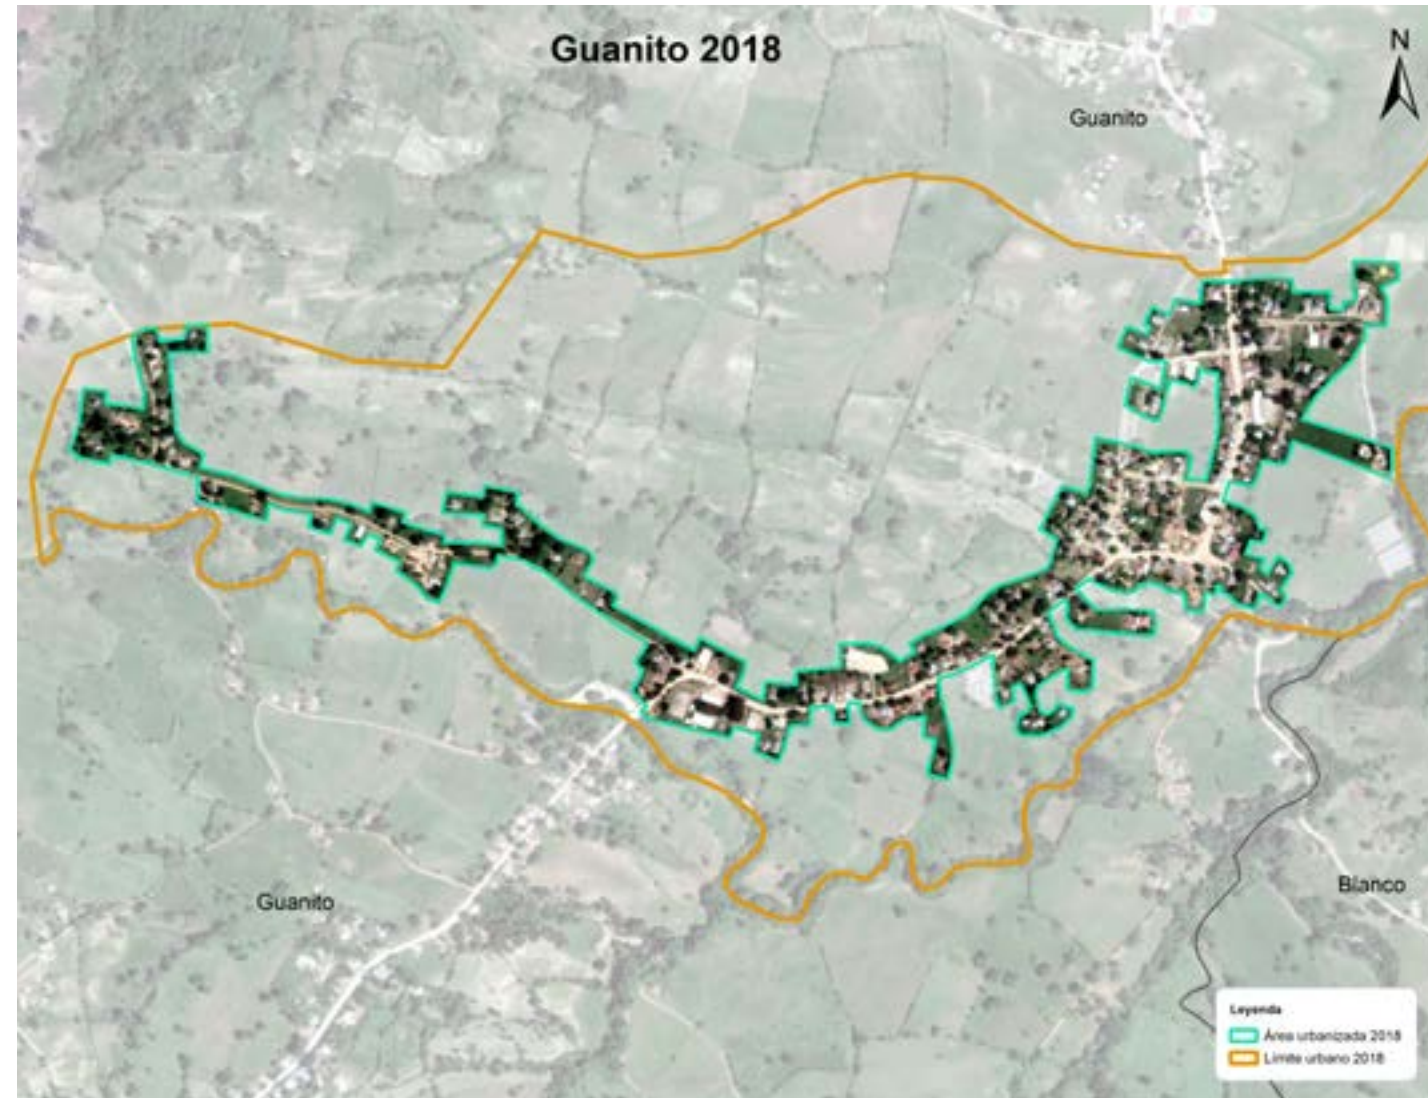 Guanito 2018
N
Guanito
Guanito
Blanco
Leyenda
Área urbanizada 2018
Límite urbano 2018